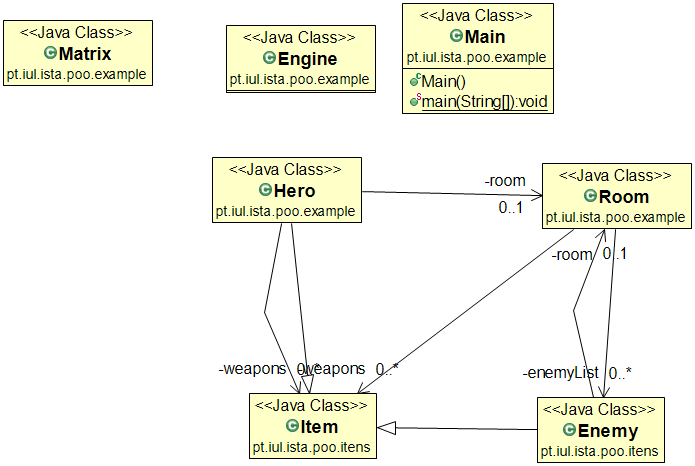 <<Java Class>>
Matrix
pt.iul.ista.poo.example
<<Java Class>>
Engine
pt.iul.ista.poo.example
<<Java Class>>
Main
pt.iul.ista.poo.example
Main()
main(String[]):void
<<Java Class>>
Hero
pt.iul.ista.poo.example
-room
0..1
<<Java Class>>
Room
pt.iul.ista.poo.example
-room 0..1
-weapons 0..*
-weapons 0..*
-enemyList 0..*
<<Java Class>>
Item
pt.iul.ista.poo.itens
<<Java Class>>
Enemy
pt.iul.ista.poo.itens